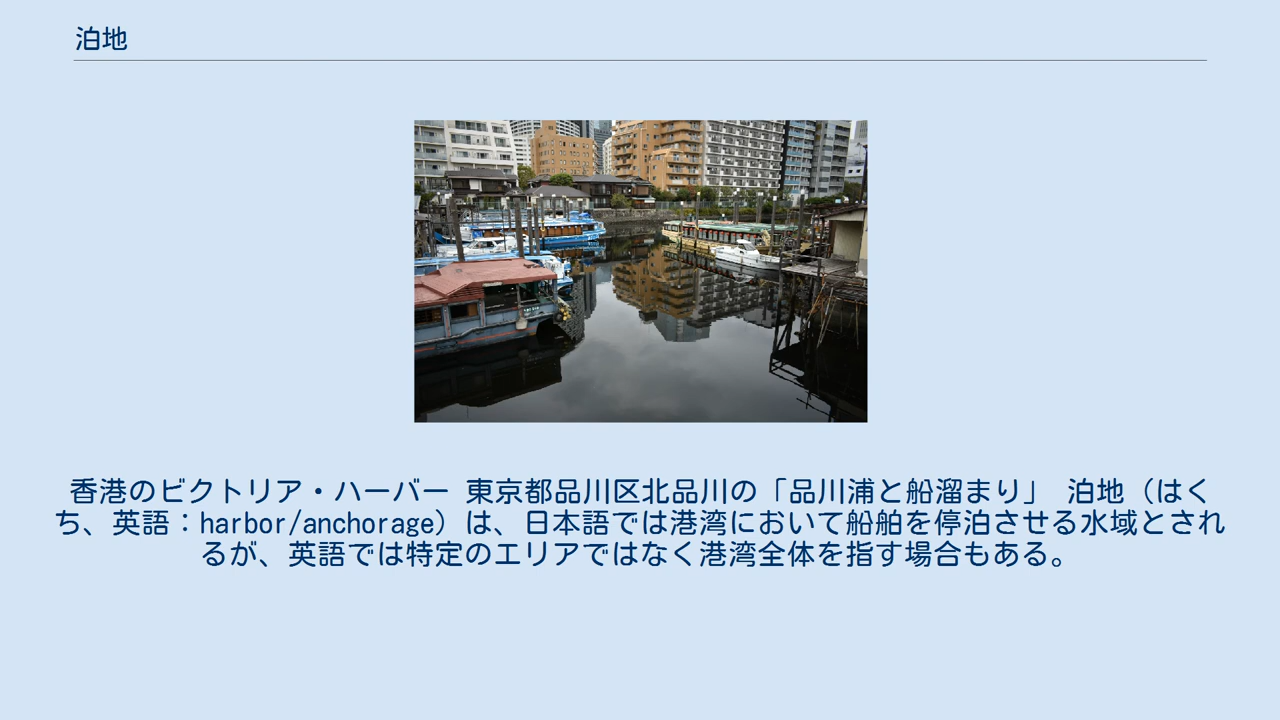 泊地
香港のビクトリア・ハーバー 東京都品川区北品川の「品川浦と船溜まり」 泊地（はく
ち、英語：harbor/anchorage）は、日本語では港湾において船舶を停泊させる水域とされ
るが、英語では特定のエリアではなく港湾全体を指す場合もある。